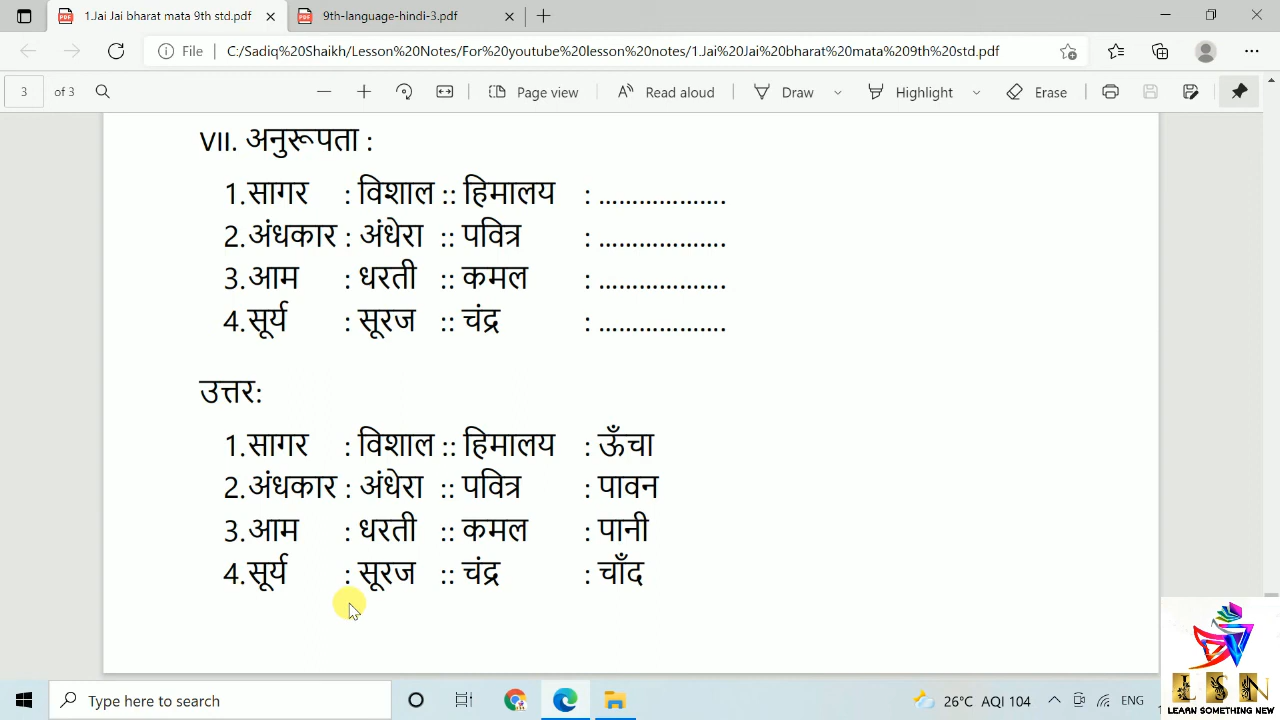 1.Jai Jai bharat mata 9th std.pdf
9th-language-hindi-3.pdf
File
C:/Sadiq%20Shaikh/Lesson%20Notes/For%20youtube%20lesson%20notes/1.Jai%20Jai%20bharat%20mata%209th%20std.pdf
3 of 3 Page view Read aloud Draw Highlight Erase
VII. अनुरूपता :
1.सागर : विशाल :: हिमालय : ...................
2.अंधकार : अंधेरा :: पवित्र : ...................
3.आम : धरती :: कमल : ...................
4.सूर्य : सूरज :: चंद्र : ...................
उत्तर:
1.सागर : विशाल :: हिमालय : ऊँचा
2.अंधकार : अंधेरा :: पवित्र : पावन
3.आम : धरती :: कमल : पानी
4.सूर्य : सूरज :: चंद्र : चाँद
LSN
LEARN SOMETHING NEW
Type here to search
26°C AQI 104 ENG